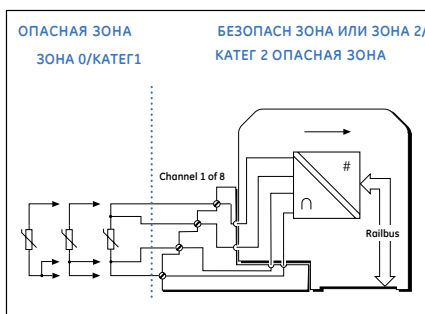 ОПАСНАЯ ЗОНА
ЗОНА 0/КАТЕГ1
БЕЗОПАСН ЗОНА ИЛИ ЗОНА 2/
КАТЕГ 2 ОПАСНАЯ ЗОНА
Channel 1 of 8
#
∩
Railbus